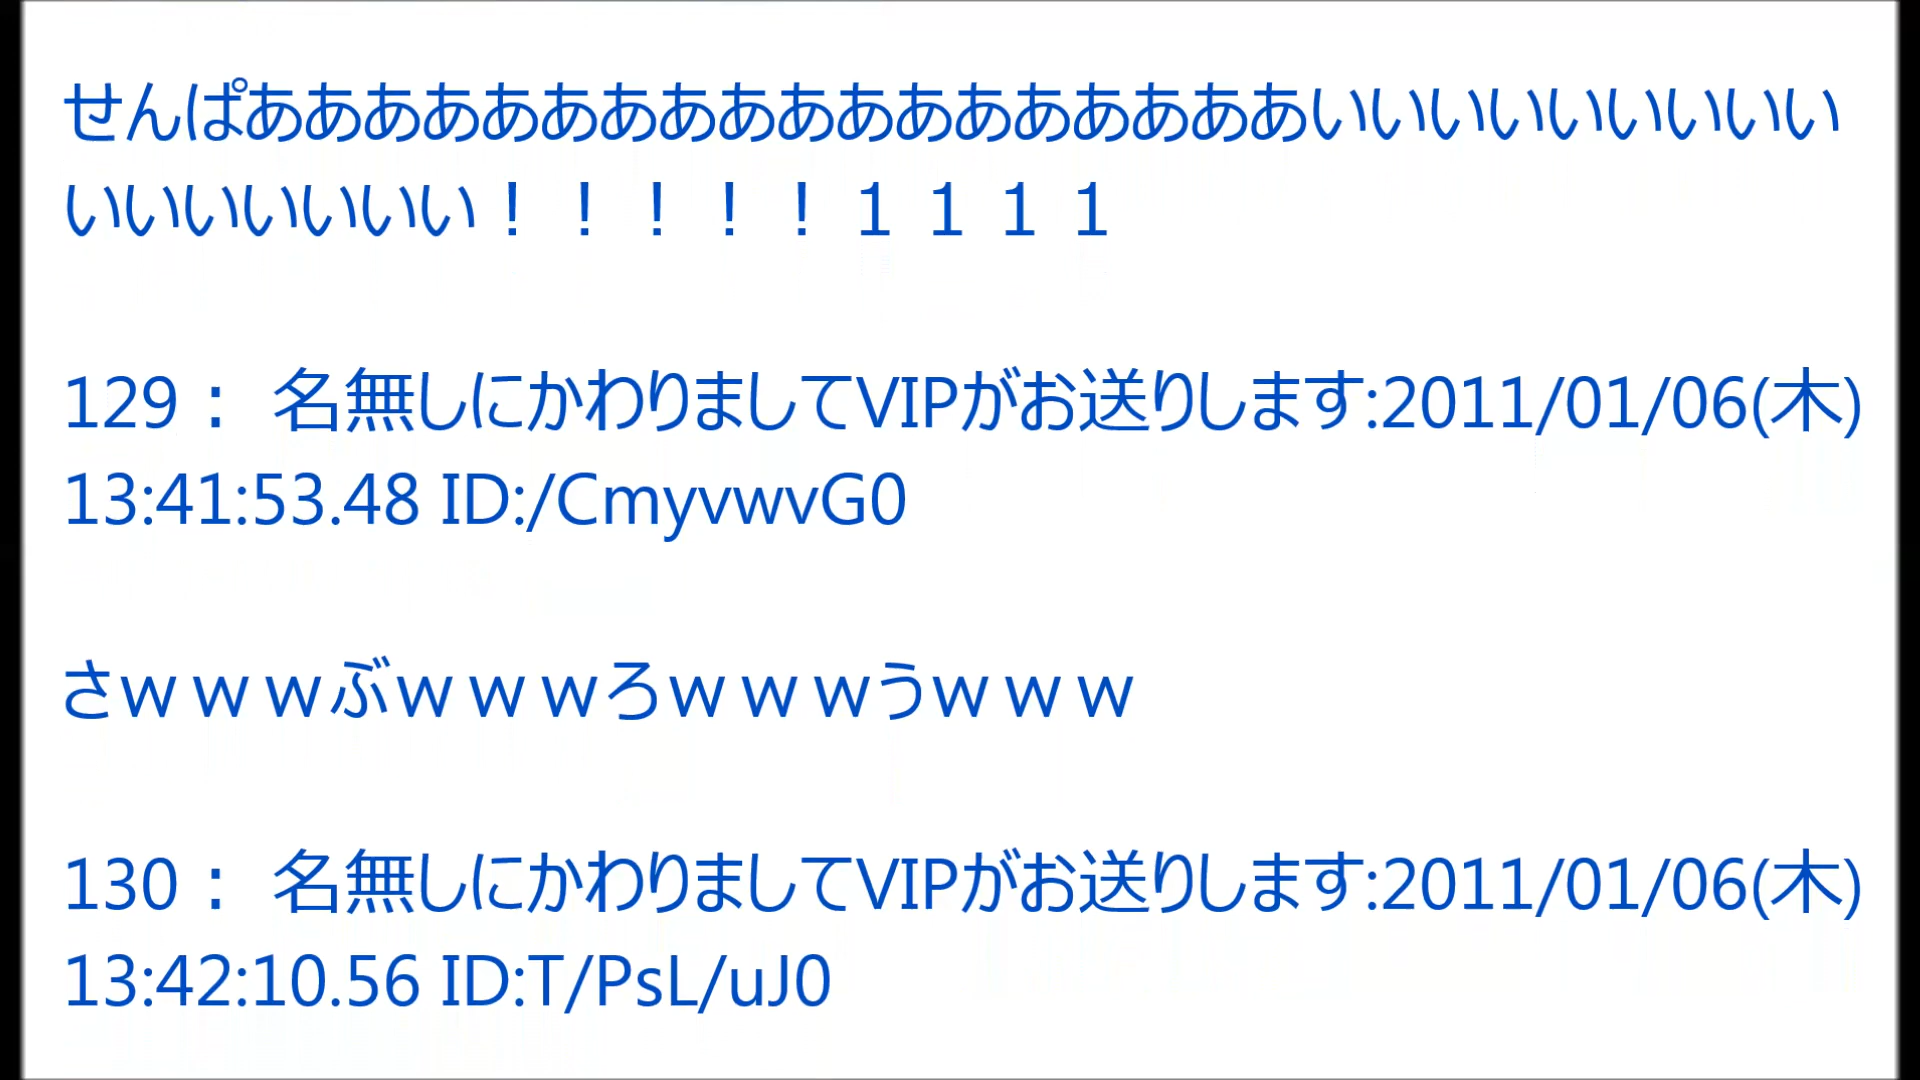 せんぱああああああああああああああああああいいいいいいいいい
いいいいいいい！！！！！１１１１
129： 名無しにかわりましてVIPがお送りします:2011/01/06(木)
13:41:53.48 ID:/CmyvwvG0
さｗｗｗぶｗｗｗろｗｗｗうｗｗｗ
130： 名無しにかわりましてVIPがお送りします:2011/01/06(木)
13:42:10.56 ID:T/PsL/uJ0